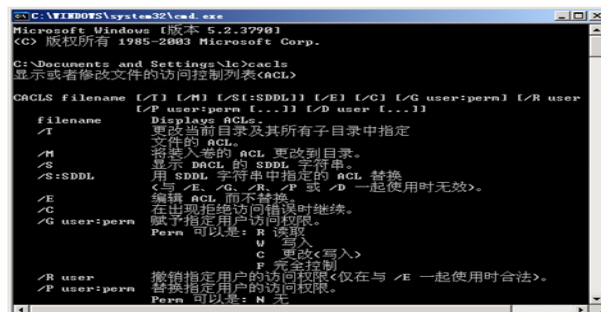 C:\WINDOWS\system32\cmd.exe
Microsoft Windows [版本 5.2.3790]
<C> 版权所有 1985-2003 Microsoft Corp.
C:\Documents and Settings\lc>cacls
显示或者修改文件的访问控制列表<ACL>
CACLS filename [/T] [/M] [/S[:SDDL]] [/E] [/C] [/G user:perm] [/R user
[/P user:perm [...]] [/D user [...]]
filename Displays ACLs.
/T 更改当前目录及其所有子目录中指定
文件的 ACL。
/M 将装入卷的 ACL 更改到目录。
/S 显示 DACL 的 SDDL 字符串。
/S:SDDL 用 SDDL 字符串中指定的 ACL 替换
<与 /E、/G、/R、/P 或 /D 一起使用时无效>。
/E 编辑 ACL 而不替换。
/C 在出现拒绝访问错误时继续。
/G user:perm 赋予指定用户访问权限。
Perm 可以是: R 读取
W 写入
C 更改<写入>
F 完全控制
/R user 撤销指定用户的访问权限<仅在与 /E 一起使用时合法>。
/P user:perm 替换指定用户的访问权限。
Perm 可以是: N 无